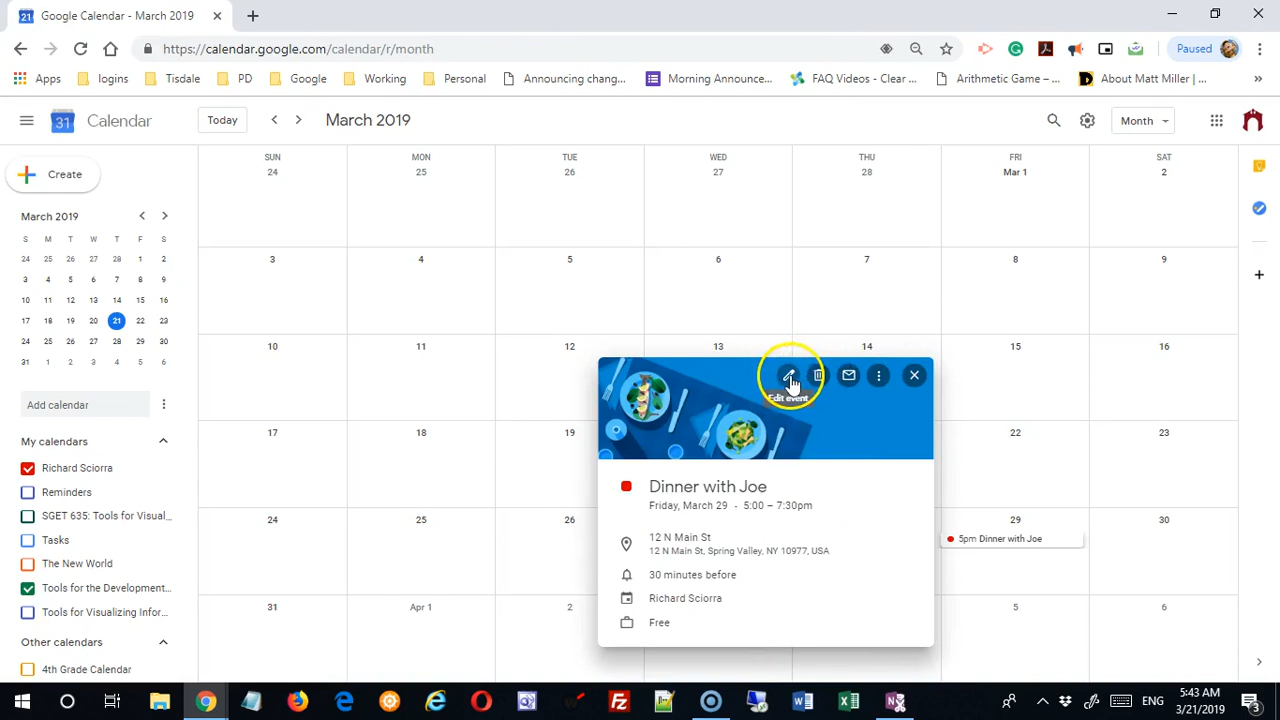 Google Calendar - March 2019
https://calendar.google.com/calendar/r/month
Paused
Apps logins Tisdale PD Google Working Personal Announcing chang... Morning Announce... FAQ Videos - Clear ... Arithmetic Game – ... About Matt Miller | ...
31 Calendar Today March 2019 Month
Create
March 2019
S M T W T F S
24 25 26 27 28 1 2
3 4 5 6 7 8 9
10 11 12 13 14 15 16
17 18 19 20 21 22 23
24 25 26 27 28 29 30
31 1 2 3 4 5 6
Add calendar
My calendars
Richard Sciorra
Reminders
SGET 635: Tools for Visual...
Tasks
The New World
Tools for the Development...
Tools for Visualizing Infor...
Other calendars
4th Grade Calendar
SUN MON TUE WED THU FRI SAT
24 25 26 27 28 Mar 1 2
3 4 5 6 7 8 9
10 11 12 13 14 15 16
17 18 19 22 23
24 25 26 29 30
5pm Dinner with Joe
31 Apr 1 2 5 6
Edit event
Dinner with Joe
Friday, March 29 - 5:00 – 7:30pm
12 N Main St
12 N Main St, Spring Valley, NY 10977, USA
30 minutes before
Richard Sciorra
Free
ENG
5:43 AM
3/21/2019
3